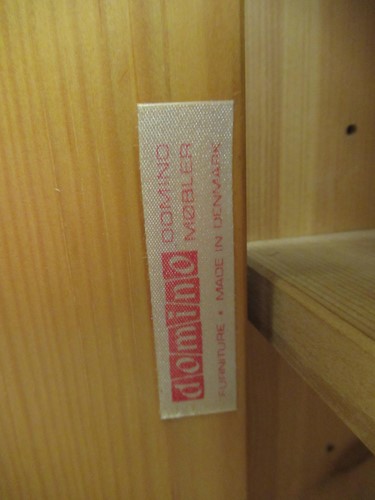 domino
DOMINO
MØBLER
FURNITURE • MADE IN DENMARK